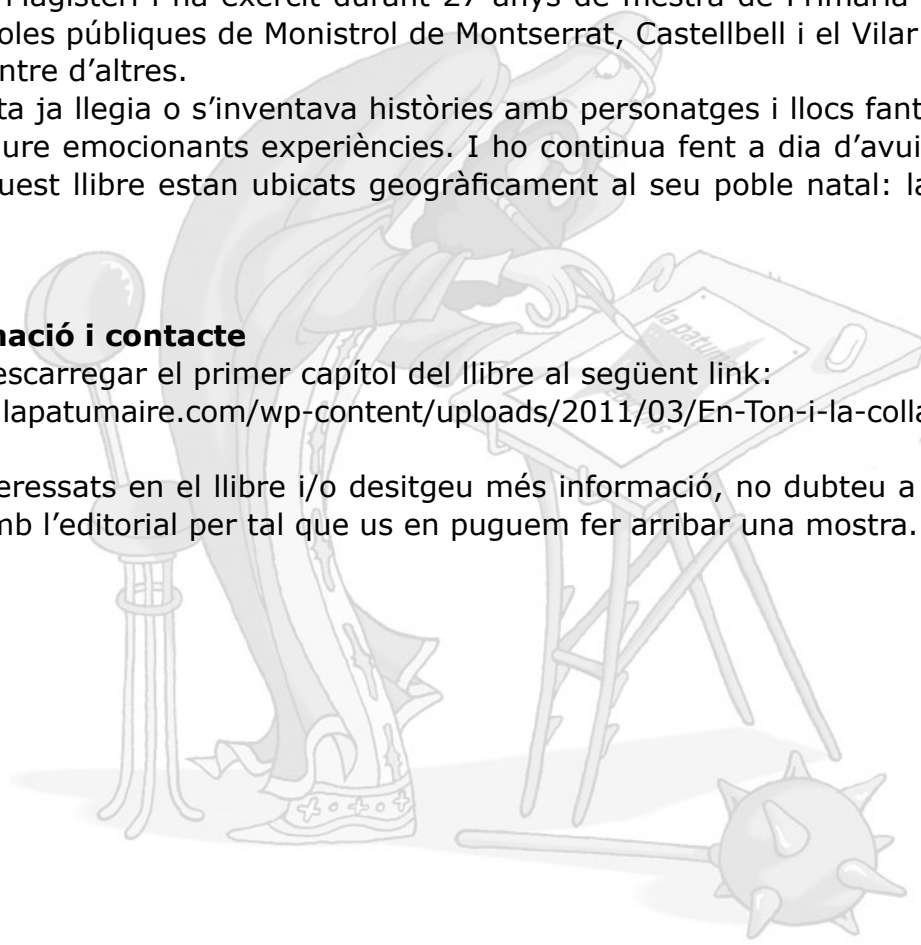 Magisteri i ha exercit durant 27 anys de mestra de Primària
oles públiques de Monistrol de Montserrat, Castellbell i el Vilar
ntre d'altres.
ta ja llegia o s'inventava històries amb personatges i llocs fant
ure emocionants experiències. I ho continua fent a dia d'avui
uest llibre estan ubicats geogràficament al seu poble natal: la
mació i contacte
escarregar el primer capítol del llibre al següent link:
lapatumaire.com/wp-content/uploads/2011/03/En-Ton-i-la-colla
eressats en el llibre i/o desitgeu més informació, no dubteu a
mb l'editorial per tal que us en puguem fer arribar una mostra.